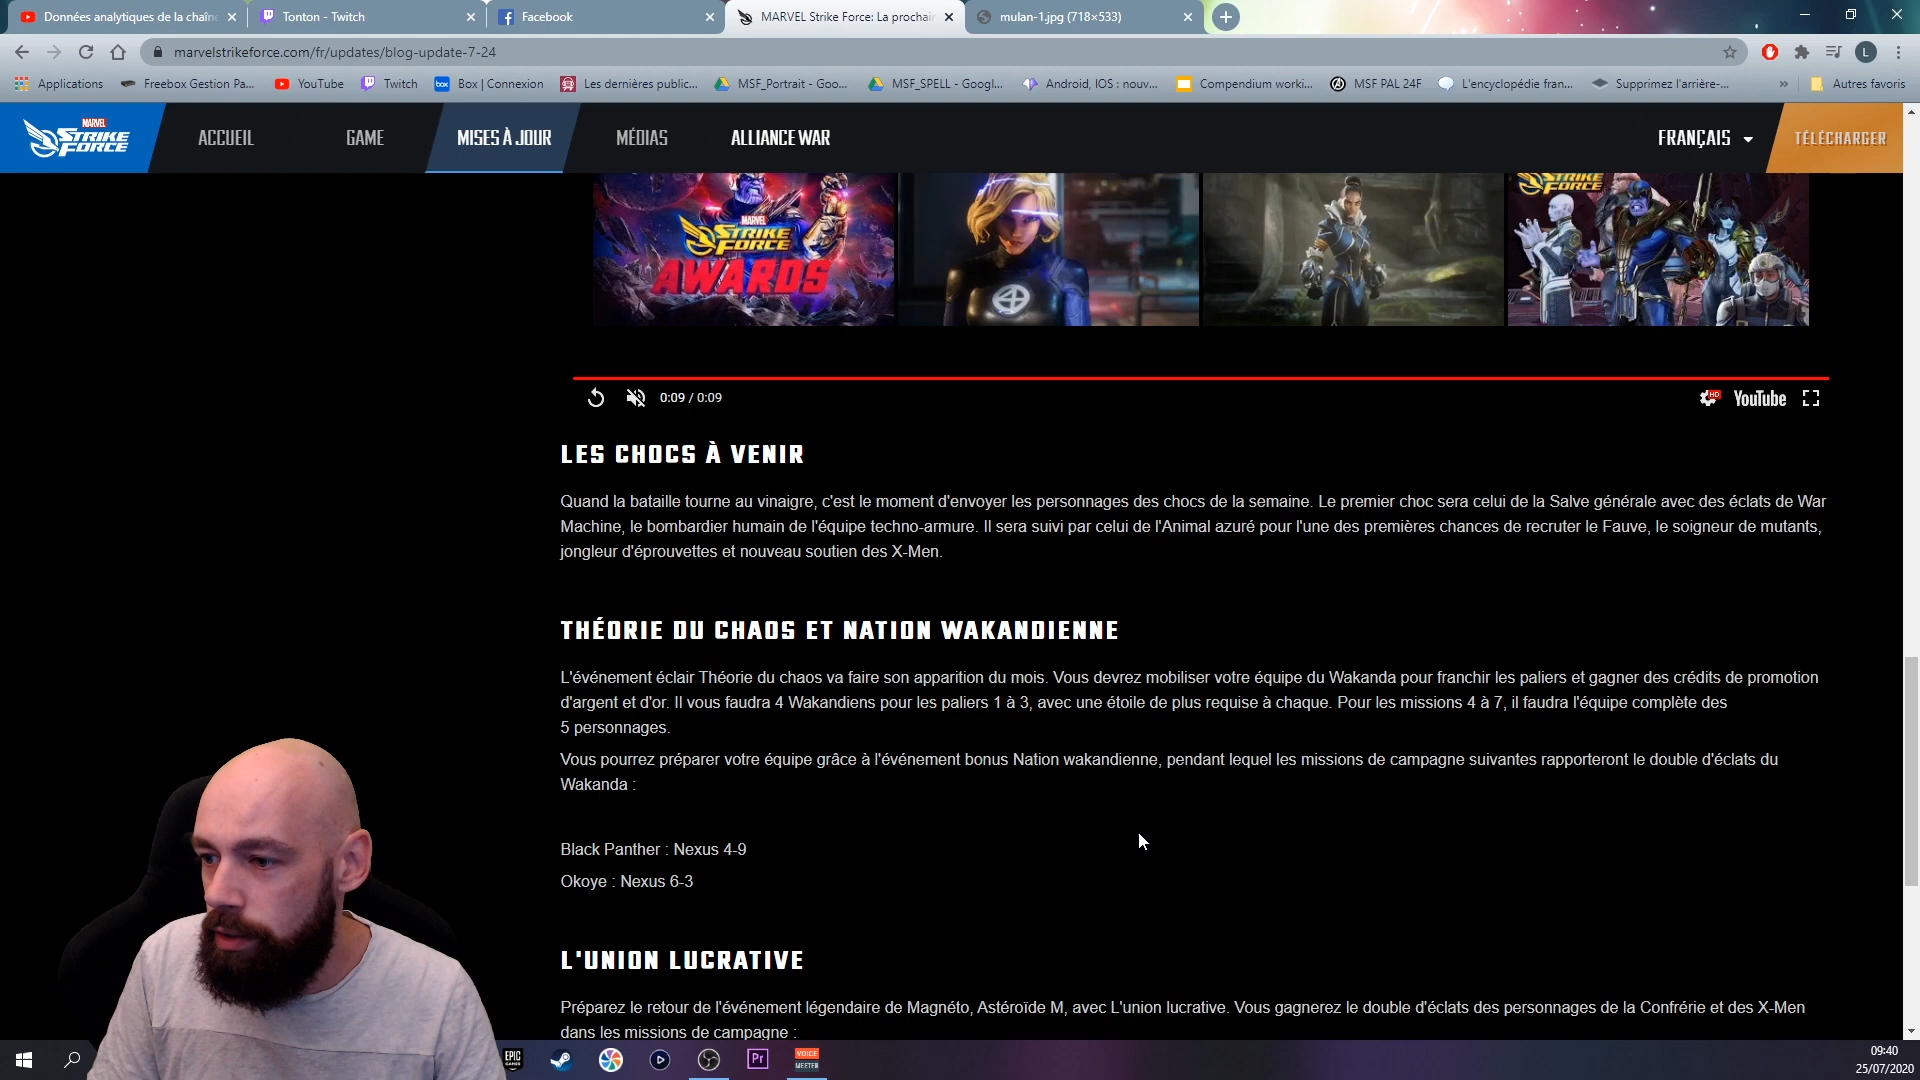 Données analytiques de la chaîne
Tonton - Twitch
Facebook
MARVEL Strike Force: La prochain
mulan-1.jpg (718×533)
marvelstrikeforce.com/fr/updates/blog-update-7-24
L
Applications
Freebox Gestion Pa...
YouTube
Twitch
box
Box | Connexion
Les dernières public...
MSF_Portrait - Goo...
MSF_SPELL - Googl...
Android, IOS : nouv...
Compendium worki...
MSF PAL 24F
L'encyclopédie fran...
Supprimez l'arrière-...
»
Autres favoris
MARVEL
STRIKE
FORCE
ACCUEIL
GAME
MISES À JOUR
MÉDIAS
ALLIANCE WAR
FRANÇAIS
TÉLÉCHARGER
MARVEL
STRIKE
FORCE
AWARDS
4
STRIKE
FORCE
0:09 / 0:09
HD
YouTube
LES CHOCS À VENIR
Quand la bataille tourne au vinaigre, c'est le moment d'envoyer les personnages des chocs de la semaine. Le premier choc sera celui de la Salve générale avec des éclats de War
Machine, le bombardier humain de l'équipe techno-armure. Il sera suivi par celui de l'Animal azuré pour l'une des premières chances de recruter le Fauve, le soigneur de mutants,
jongleur d'éprouvettes et nouveau soutien des X-Men.
THÉORIE DU CHAOS ET NATION WAKANDIENNE
L'événement éclair Théorie du chaos va faire son apparition du mois. Vous devrez mobiliser votre équipe du Wakanda pour franchir les paliers et gagner des crédits de promotion
d'argent et d'or. Il vous faudra 4 Wakandiens pour les paliers 1 à 3, avec une étoile de plus requise à chaque. Pour les missions 4 à 7, il faudra l'équipe complète des
5 personnages.
Vous pourrez préparer votre équipe grâce à l'événement bonus Nation wakandienne, pendant lequel les missions de campagne suivantes rapporteront le double d'éclats du
Wakanda :
Black Panther : Nexus 4-9
Okoye : Nexus 6-3
L'UNION LUCRATIVE
Préparez le retour de l'événement légendaire de Magnéto, Astéroïde M, avec L'union lucrative. Vous gagnerez le double d'éclats des personnages de la Confrérie et des X-Men
dans les missions de campagne :
EPIC
GAMES
Pr
VOICE
MEETER
09:40
25/07/2020